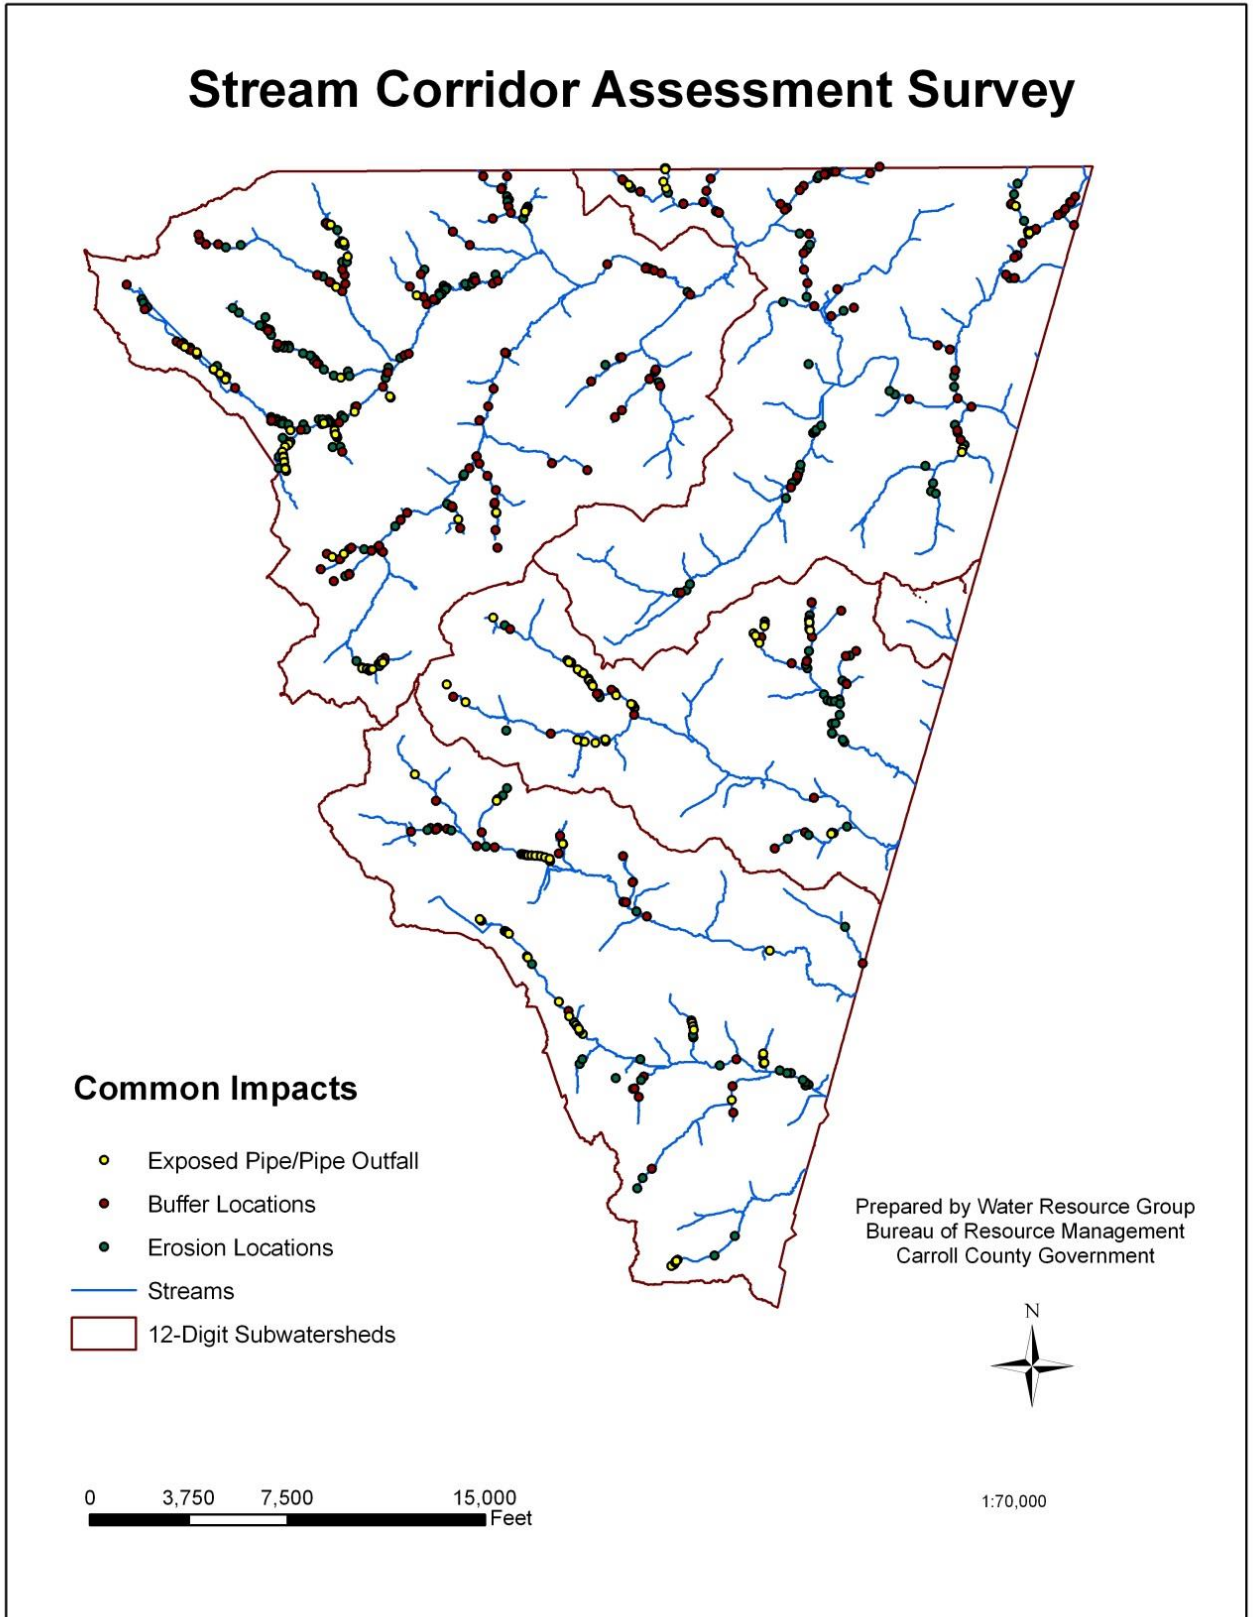 Stream Corridor Assessment Survey
Common Impacts
Exposed Pipe/Pipe Outfall
Buffer Locations
Erosion Locations
Streams
12-Digit Subwatersheds
Prepared by Water Resource Group
Bureau of Resource Management
Carroll County Government
N
0 3,750 7,500 15,000
Feet
1:70,000